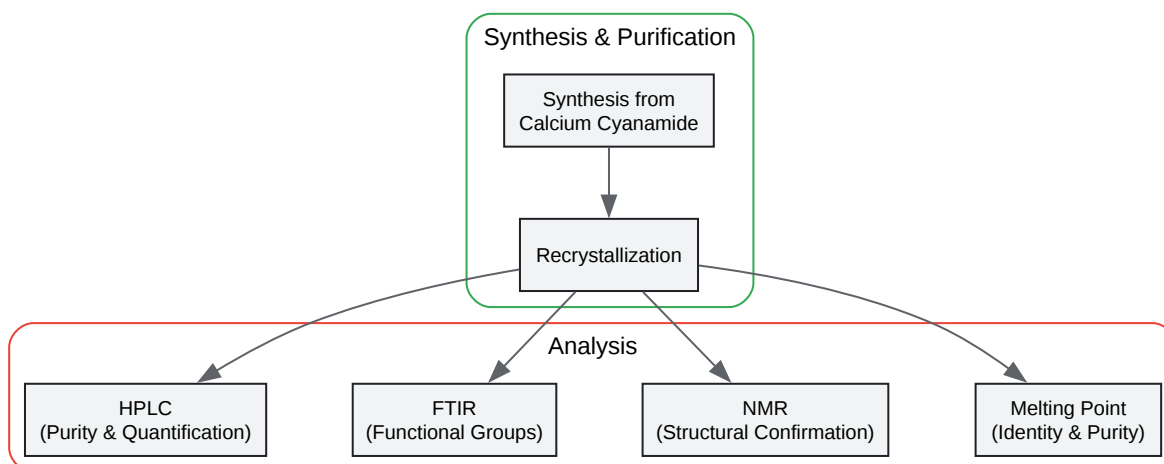 Synthesis & Purification
Synthesis from
Calcium Cyanamide
Recrystallization
Analysis
HPLC
(Purity & Quantification)
FTIR
(Functional Groups)
NMR
(Structural Confirmation)
Melting Point
(Identity & Purity)